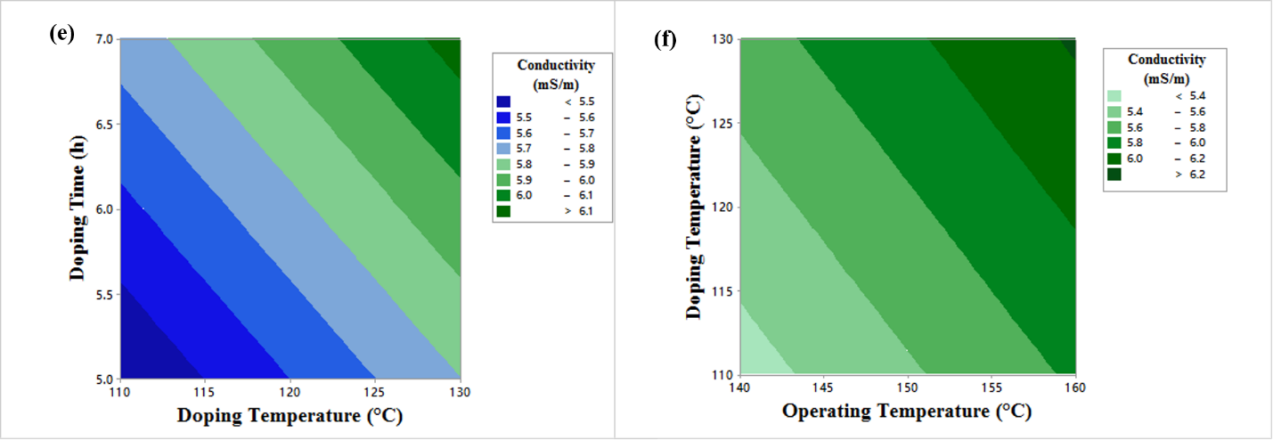 (e)
7.0
6.5
6.0
5.5
5.0
Doping Time (h)
110
115
120
125
130
Doping Temperature (°C)
Conductivity
(mS/m)
< 5.5
5.5 – 5.6
5.6 – 5.7
5.7 – 5.8
5.8 – 5.9
5.9 – 6.0
6.0 – 6.1
> 6.1
(f)
130
125
120
115
110
Doping Temperature (°C)
140
145
150
155
160
Operating Temperature (°C)
Conductivity
(mS/m)
< 5.4
5.4 – 5.6
5.6 – 5.8
5.8 – 6.0
6.0 – 6.2
> 6.2